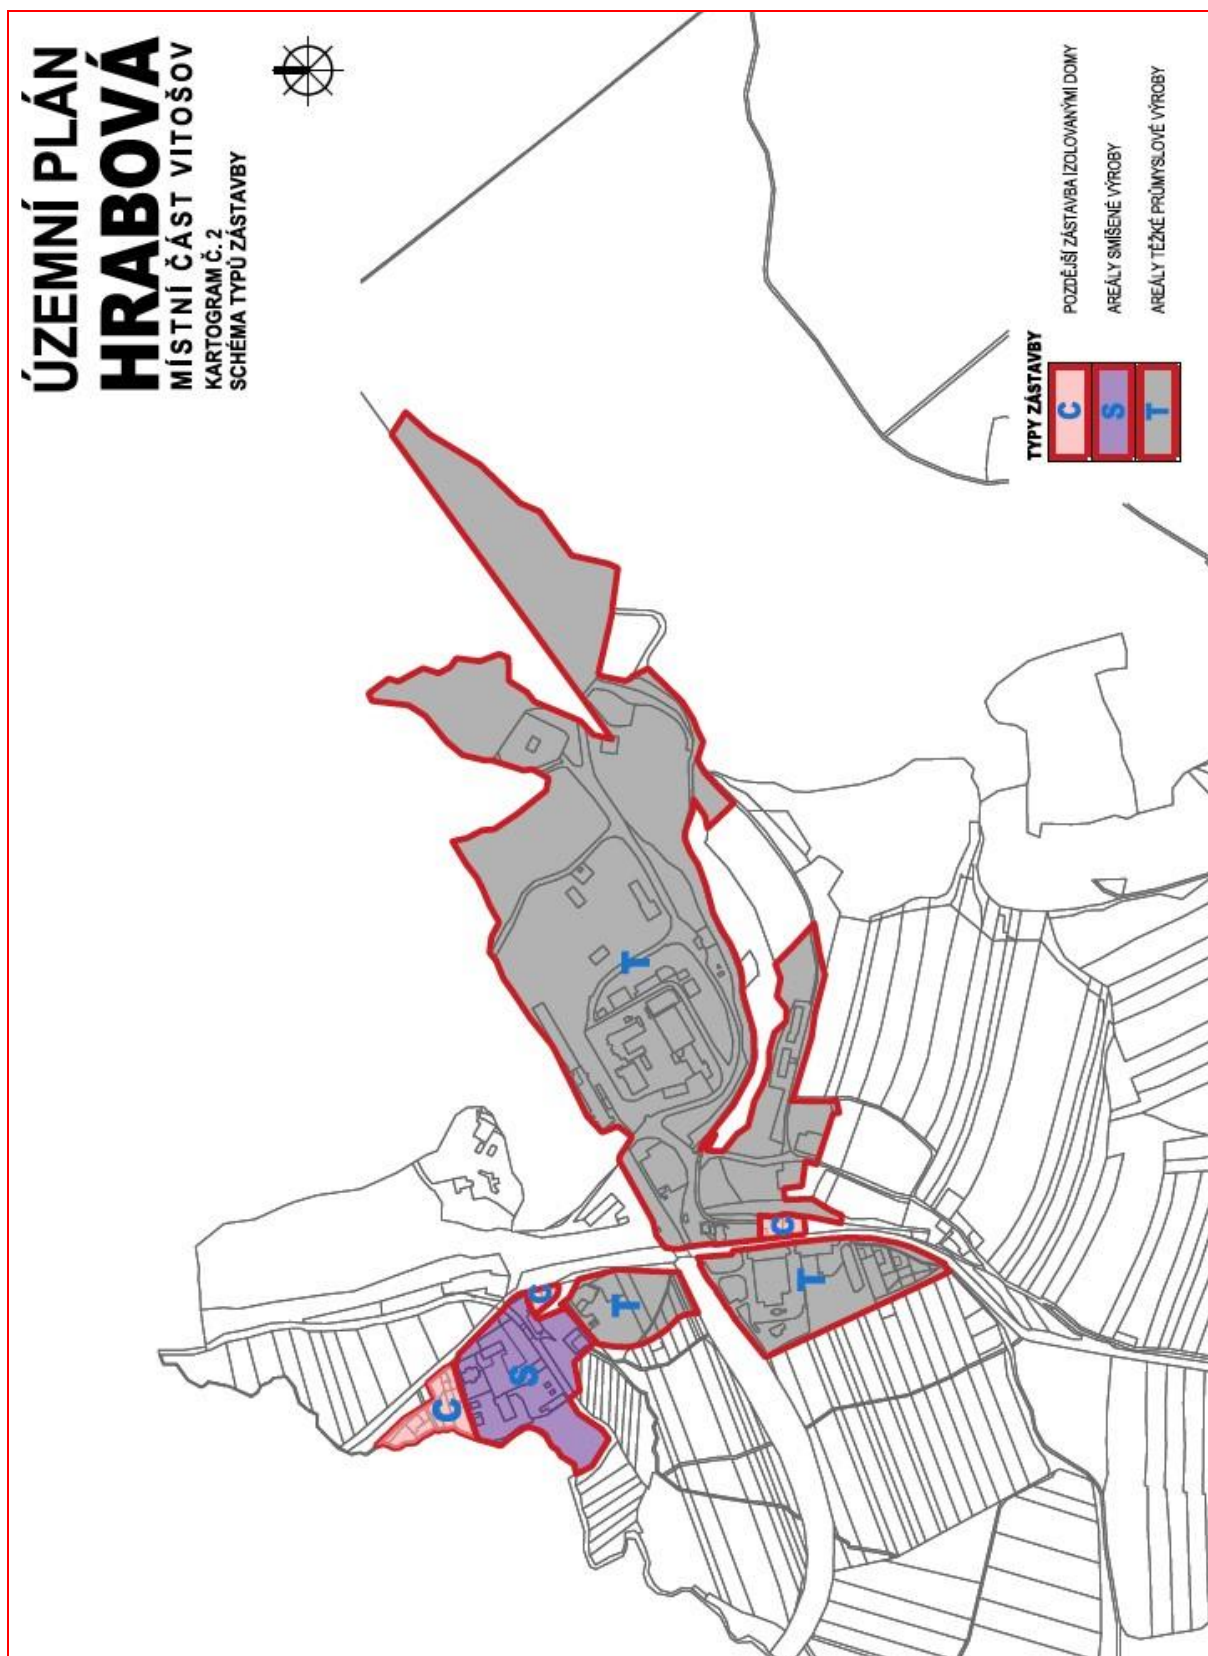 ÚZEMNÍ PLÁN
HRABOVÁ
MÍSTNÍ ČÁST VITOŠOV
KARTOGRAM Č. 2
SCHÉMA TYPŮ ZÁSTAVBY
T
C
C
T
T
S
C
TYPY ZÁSTAVBY
C POZDĚJŠÍ ZÁSTAVBA IZOLOVANÝMI DOMY
S AREÁLY SMÍŠENÉ VÝROBY
T AREÁLY TĚŽKÉ PRŮMYSLOVÉ VÝROBY